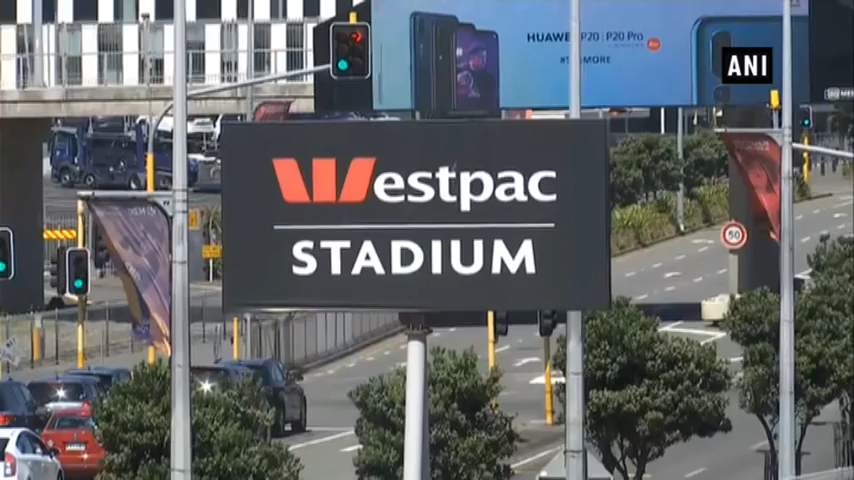 HUAWEI P20 | P20 Pro
ANI
Westpac
STADIUM
50